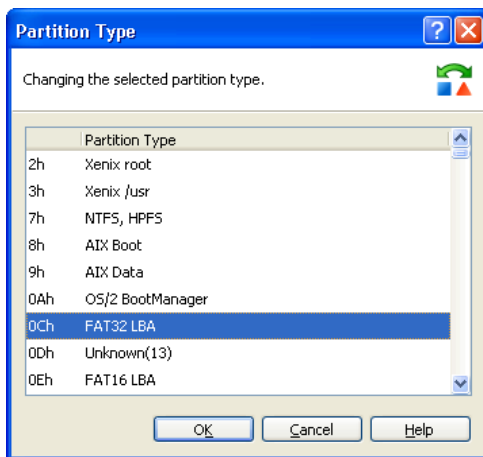 Partition Type
Changing the selected partition type.
Partition Type
2h Xenix root
3h Xenix /usr
7h NTFS, HPFS
8h AIX Boot
9h AIX Data
0Ah OS/2 BootManager
0Ch FAT32 LBA
0Dh Unknown(13)
0Eh FAT16 LBA
OK Cancel Help